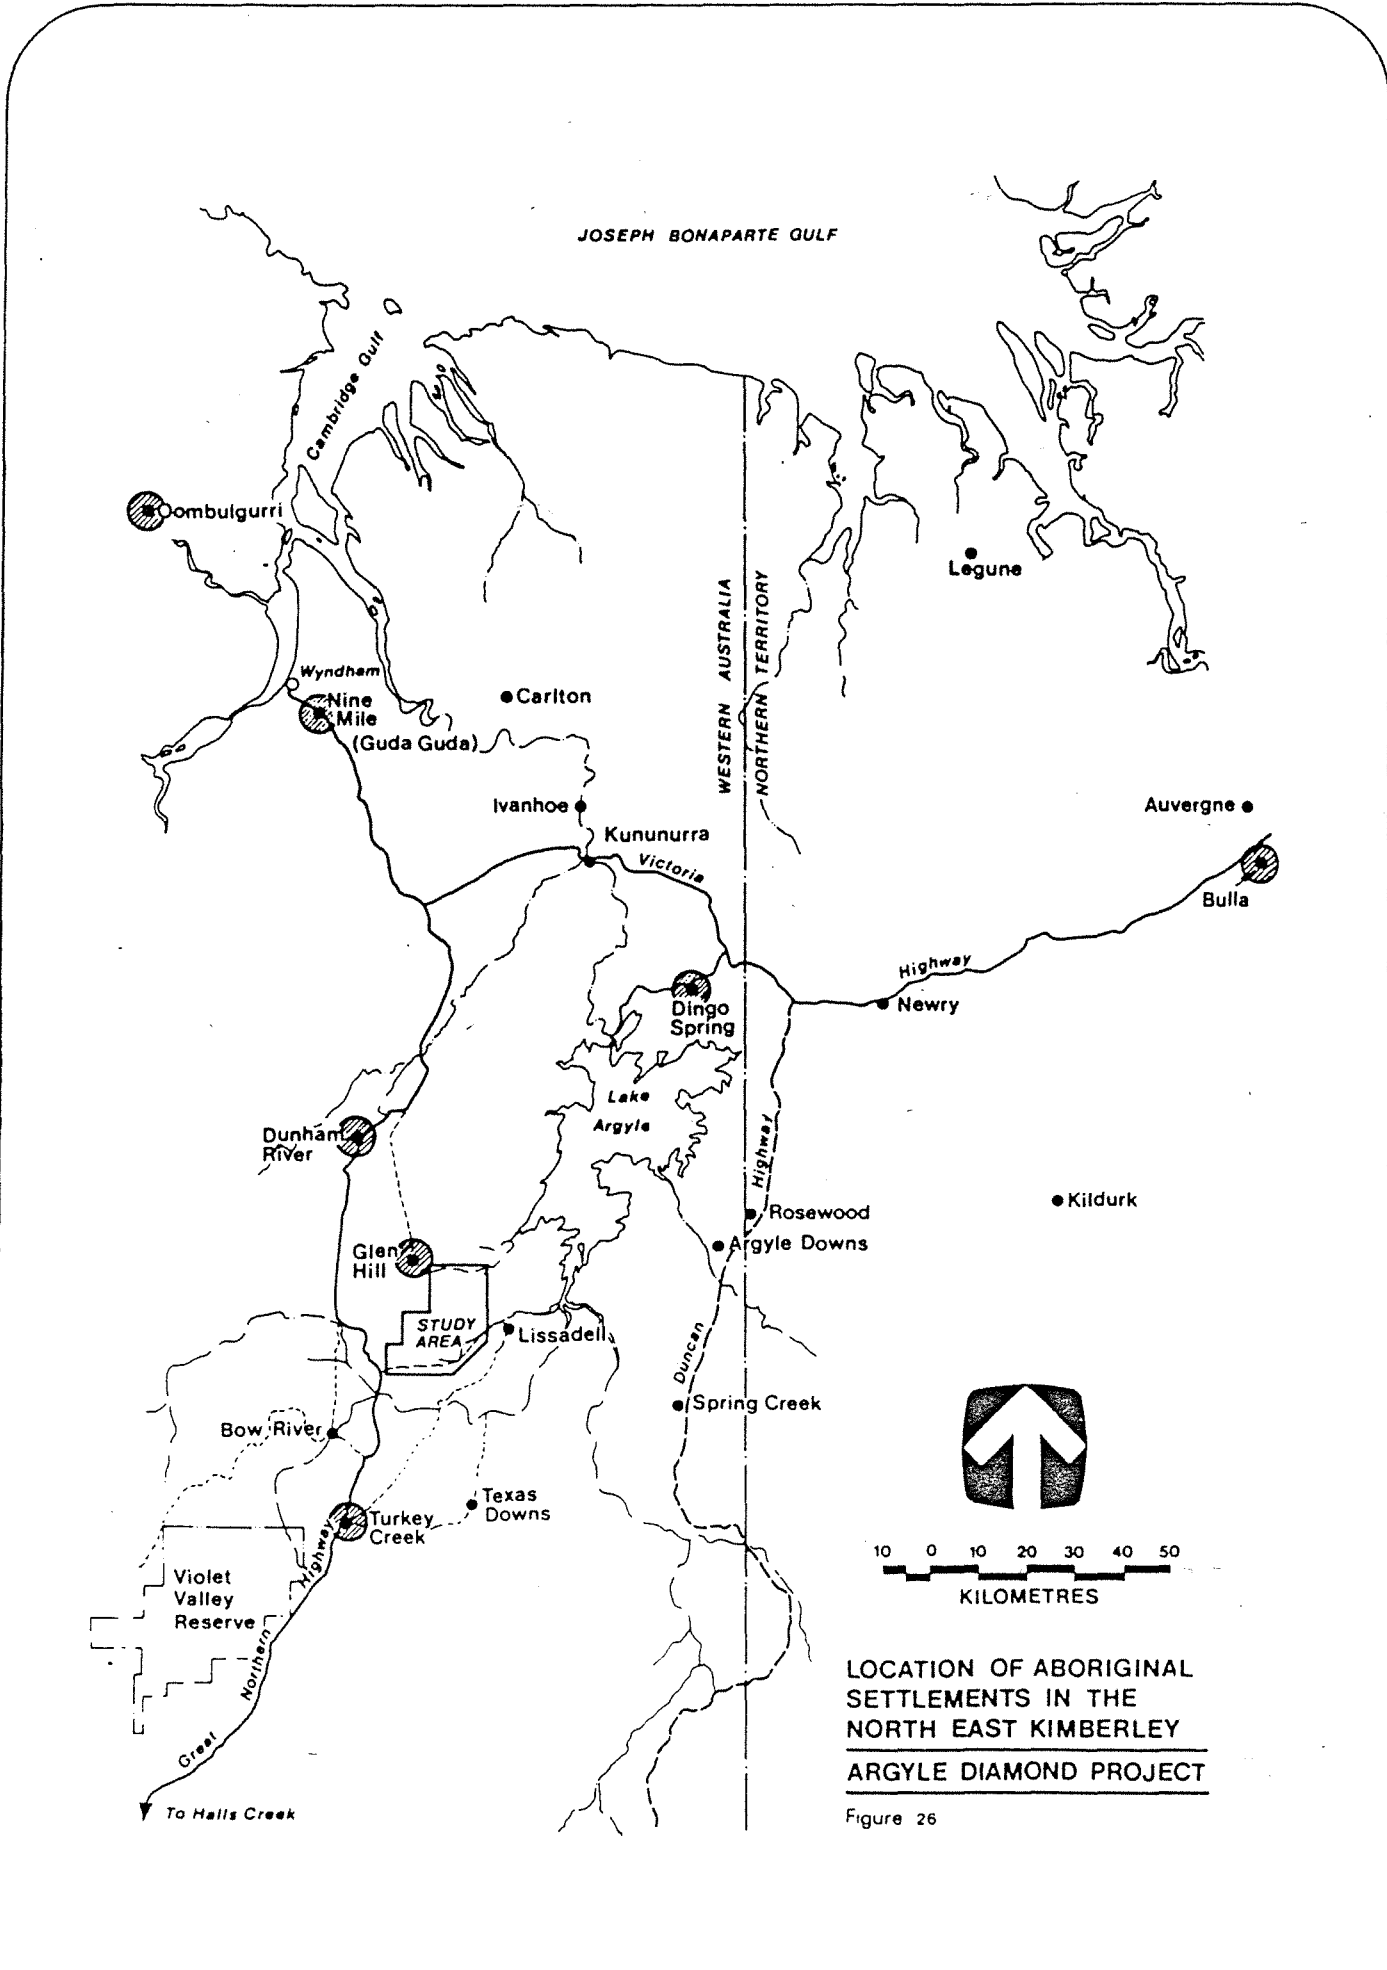 JOSEPH BONAPARTE GULF
Cambridge Gulf
Oombulgurri
Legune
WESTERN AUSTRALIA
NORTHERN TERRITORY
Wyndham
Nine
Mile
(Guda Guda)
Carlton
Ivanhoe
Kununurra
Victoria
Auvergne
Bulla
Highway
Newry
Dingo
Spring
Lake
Argyle
Dunham
River
Highway
Kildurk
Rosewood
Argyle Downs
Glen
Hill
STUDY
AREA
Lissadell
Duncan
Spring Creek
Bow River
Texas
Downs
Turkey
Creek
Highway
Violet
Valley
Reserve
Northern
Great
To Halls Creek
10 0 10 20 30 40 50
KILOMETRES
LOCATION OF ABORIGINAL
SETTLEMENTS IN THE
NORTH EAST KIMBERLEY
ARGYLE DIAMOND PROJECT
Figure 26